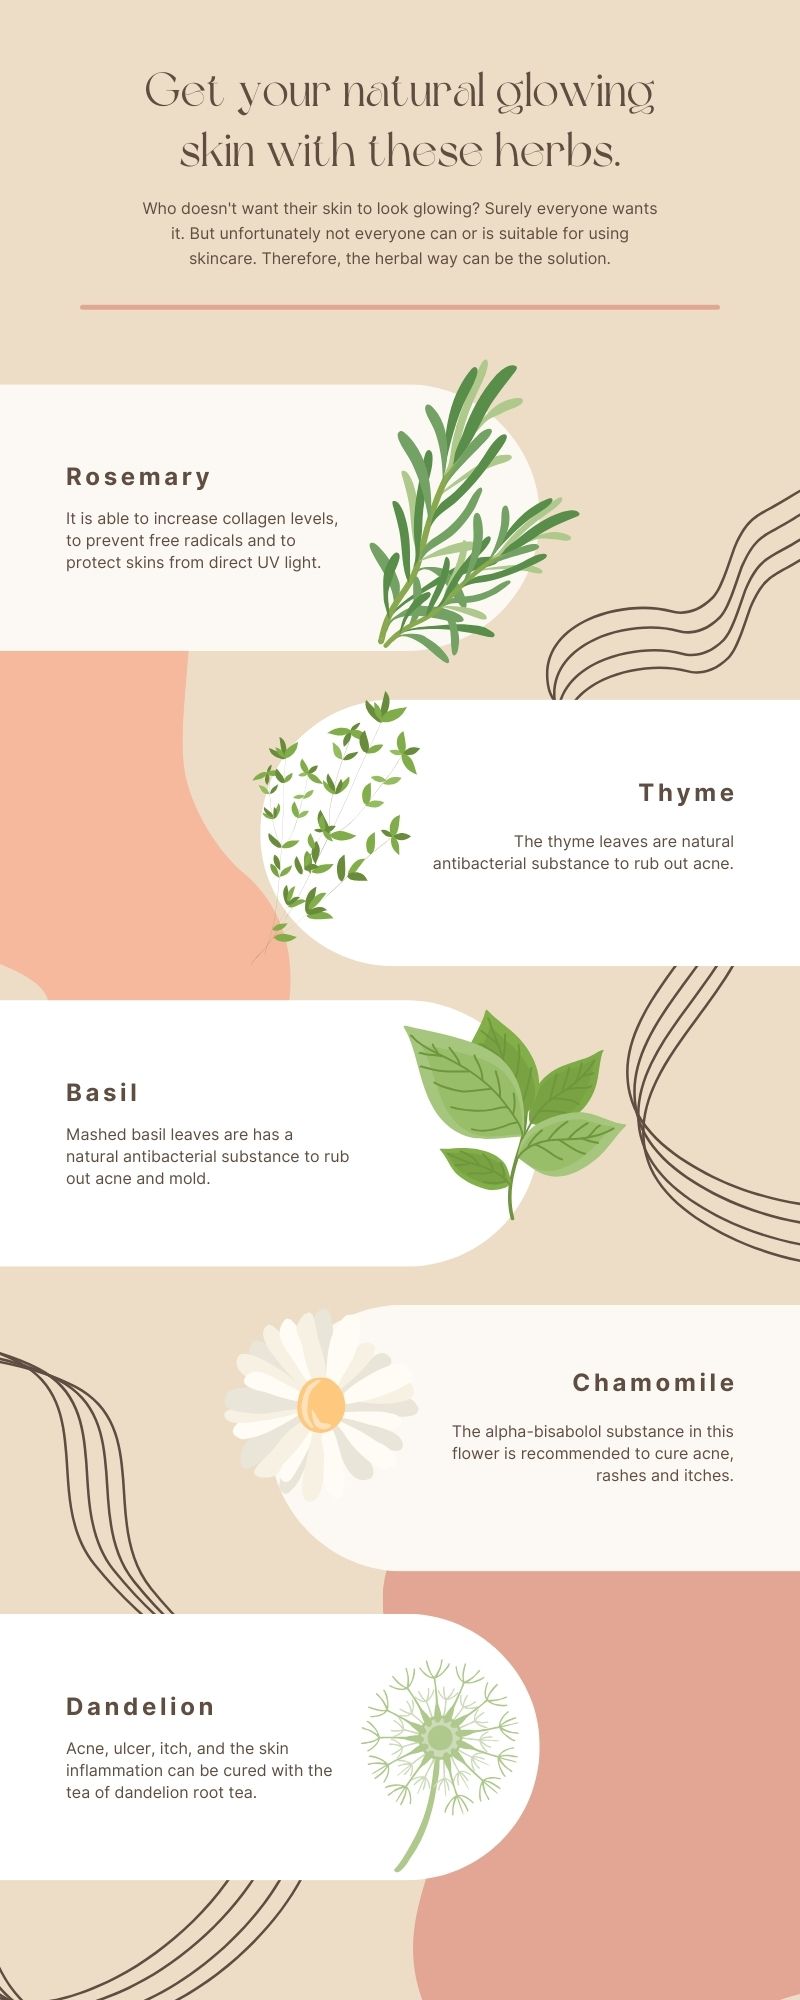 Get your natural glowing
skin with these herbs.
Who doesn't want their skin to look glowing? Surely everyone wants
it. But unfortunately not everyone can or is suitable for using
skincare. Therefore, the herbal way can be the solution.
Rosemary
It is able to increase collagen levels,
to prevent free radicals and to
protect skins from direct UV light.
Thyme
The thyme leaves are natural
antibacterial substance to rub out acne.
Basil
Mashed basil leaves are has a
natural antibacterial substance to rub
out acne and mold.
Chamomile
The alpha-bisabolol substance in this
flower is recommended to cure acne,
rashes and itches.
Dandelion
Acne, ulcer, itch, and the skin
inflammation can be cured with the
tea of dandelion root tea.